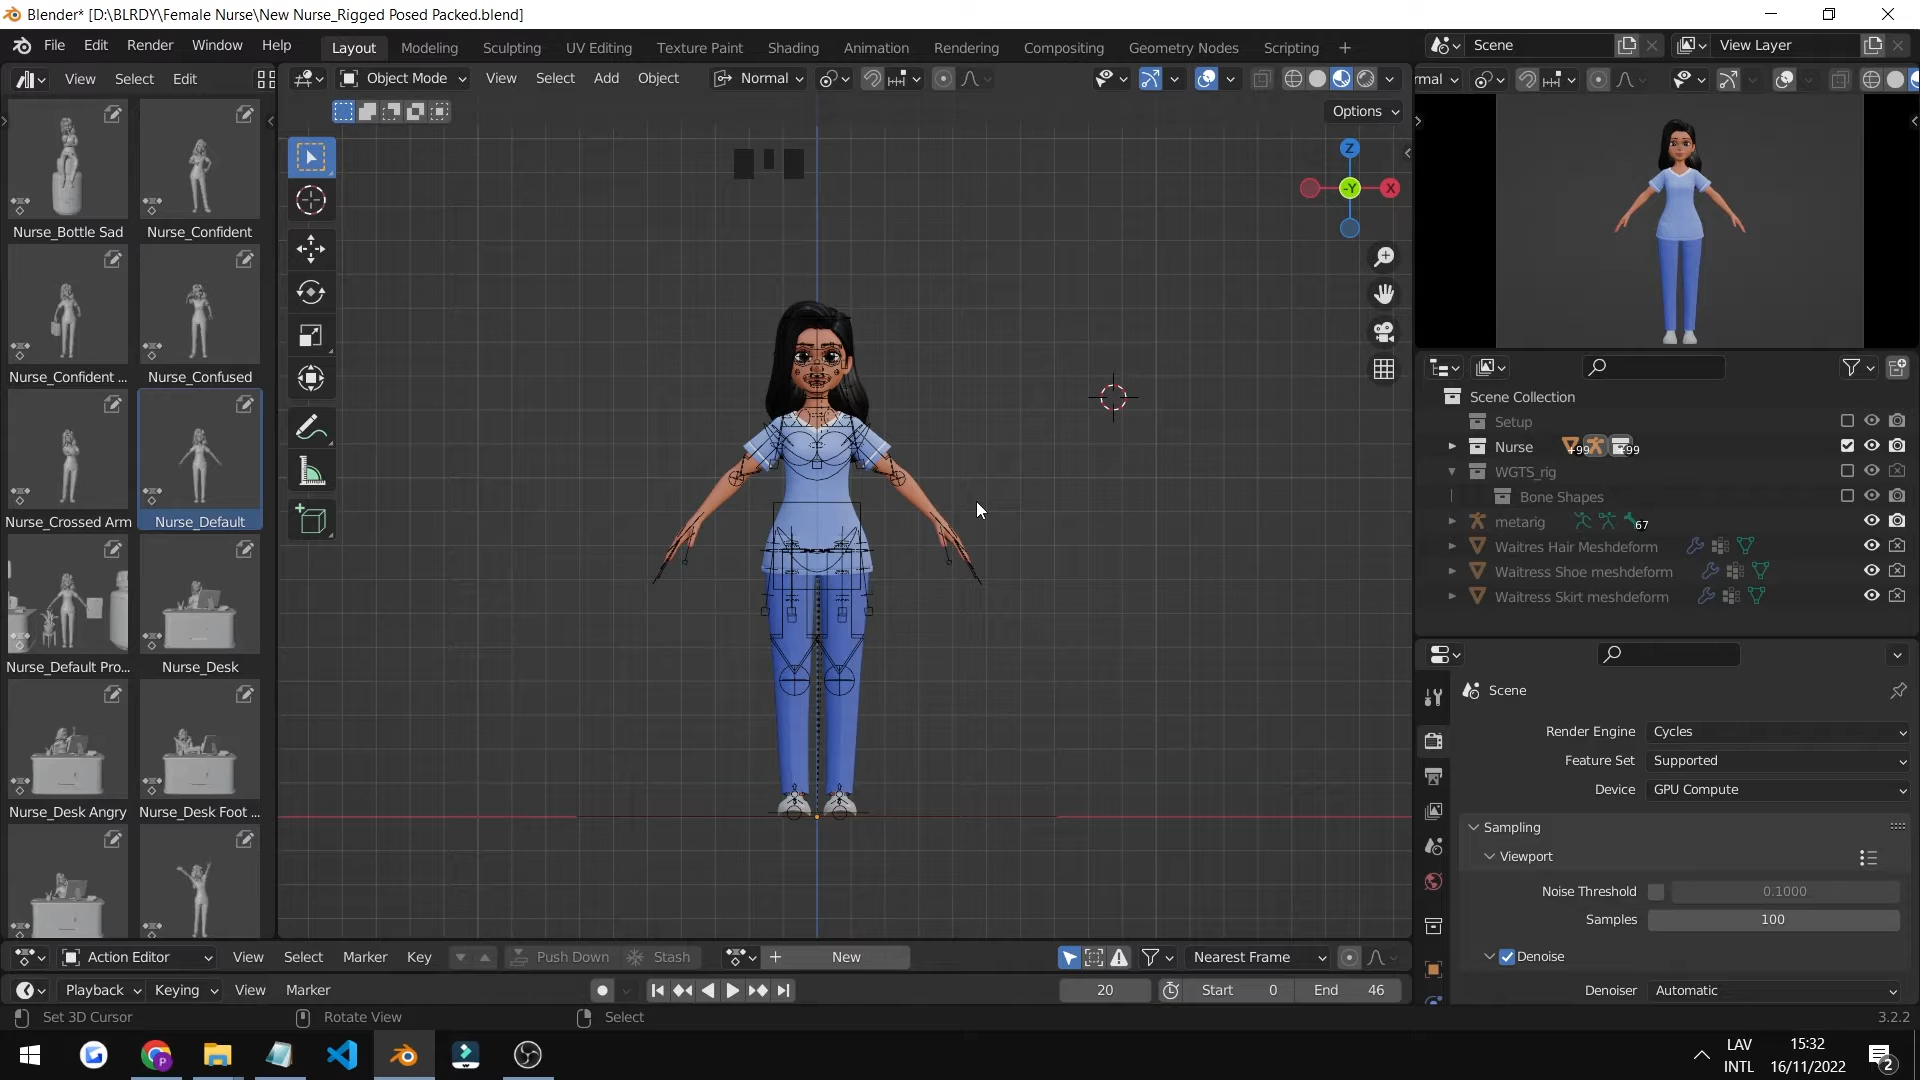 Blender* [D:\BLRDY\Female Nurse\New Nurse_Rigged Posed Packed.blend]
File Edit Render Window Help
Layout Modeling Sculpting UV Editing Texture Paint Shading Animation Rendering Compositing Geometry Nodes Scripting +
Scene
View Layer
View Select Edit
Object Mode View Select Add Object Normal
mal
Options
Z
-Y
X
Nurse_Bottle Sad
Nurse_Confident
Nurse_Confident ...
Nurse_Confused
Nurse_Crossed Arm
Nurse_Default
Nurse_Default Pro...
Nurse_Desk
Nurse_Desk Angry
Nurse_Desk Foot ...
Scene Collection
Setup
Nurse +99 +99
WGTS_rig
Bone Shapes
metarig 67
Waitres Hair Meshdeform
Waitress Shoe meshdeform
Waitress Skirt meshdeform
Scene
Render Engine Cycles
Feature Set Supported
Device GPU Compute
Sampling
Viewport
Noise Threshold 0.1000
Samples 100
Denoise
Denoiser Automatic
Action Editor View Select Marker Key Push Down Stash + New Nearest Frame
Playback Keying View Marker 20 Start 0 End 46
Set 3D Cursor Rotate View Select 3.2.2
LAV
INTL
15:32
16/11/2022
2